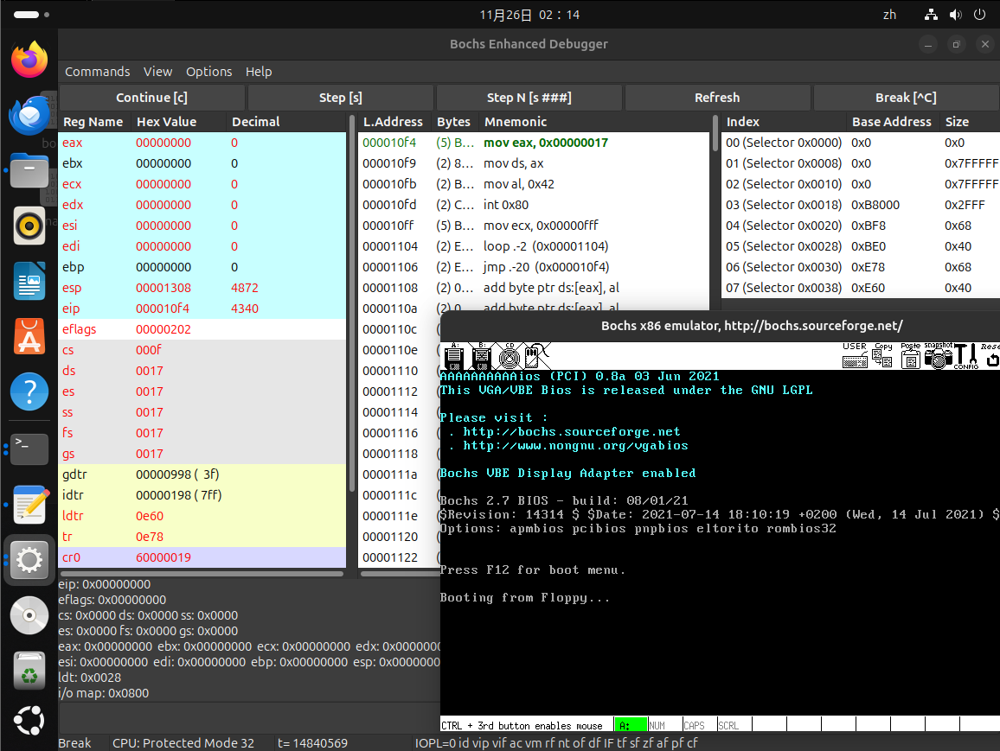 11月26日 02：14
zh
Bochs Enhanced Debugger
Commands View Options Help
Continue [c] Step [s] Step N [s ###] Refresh Break [^C]
Reg Name Hex Value Decimal
eax 00000000 0
ebx 00000000 0
ecx 00000000 0
edx 00000000 0
esi 00000000 0
edi 00000000 0
ebp 00000000 0
esp 00001308 4872
eip 000010f4 4340
eflags 00000202
cs 000f
ds 0017
es 0017
ss 0017
fs 0017
gs 0017
gdtr 00000998 ( 3f)
idtr 00000198 ( 7ff)
ldtr 0e60
tr 0e78
cr0 60000019
L.Address Bytes Mnemonic
000010f4 (5) B... mov eax, 0x00000017
000010f9 (2) 8... mov ds, ax
000010fb (2) B... mov al, 0x42
000010fd (2) C... int 0x80
000010ff (5) B... mov ecx, 0x00000fff
00001104 (2) E... loop .-2 (0x00001104)
00001106 (2) E... jmp .-20 (0x000010f4)
00001108 (2) 0... add byte ptr ds:[eax], al
0000110a (2) 0... add byte ptr ds:[eax], al
0000110c
0000110e
00001110
00001112
00001114
00001116
00001118
0000111a
0000111c
0000111e
00001120
00001122
Index Base Address Size
00 (Selector 0x0000) 0x0 0x0
01 (Selector 0x0008) 0x0 0x7FFFFF
02 (Selector 0x0010) 0x0 0x7FFFFF
03 (Selector 0x0018) 0xB8000 0x2FFF
04 (Selector 0x0020) 0xBF8 0x68
05 (Selector 0x0028) 0xBE0 0x40
06 (Selector 0x0030) 0xE78 0x68
07 (Selector 0x0038) 0xE60 0x40
Bochs x86 emulator, http://bochs.sourceforge.net/
A: B: CD USER Copy Paste snapshot CONFIG Rese
AAAAAAAAAAios (PCI) 0.8a 03 Jun 2021
This VGA/VBE Bios is released under the GNU LGPL
Please visit :
. http://bochs.sourceforge.net
. http://www.nongnu.org/vgabios
Bochs VBE Display Adapter enabled
Bochs 2.7 BIOS - build: 08/01/21
$Revision: 14314 $ $Date: 2021-07-14 18:10:19 +0200 (Wed, 14 Jul 2021) $
Options: apmbios pcibios pnpbios eltorito rombios32
Press F12 for boot menu.
Booting from Floppy...
CTRL + 3rd button enables mouse A: NUM CAPS SCRL
eip: 0x00000000
eflags: 0x00000000
cs: 0x0000 ds: 0x0000 ss: 0x0000
es: 0x0000 fs: 0x0000 gs: 0x0000
eax: 0x00000000 ebx: 0x00000000 ecx: 0x00000000 edx: 0x0000000
esi: 0x00000000 edi: 0x00000000 ebp: 0x00000000 esp: 0x0000000
ldt: 0x0028
i/o map: 0x0800
Break CPU: Protected Mode 32 t= 14840569 IOPL=0 id vip vif ac vm rf nt of df IF tf sf zf af pf cf